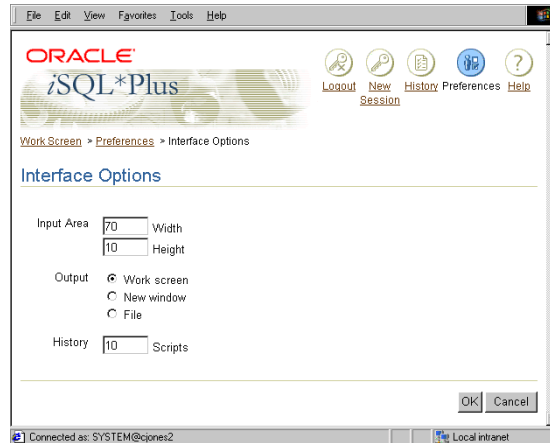 File Edit View Favorites Tools Help
ORACLE
iSQL*Plus
Logout New Session History Preferences Help
Work Screen > Preferences > Interface Options
Interface Options
Input Area 70 Width
10 Height
Output Work screen
New window
File
History 10 Scripts
OK Cancel
Connected as: SYSTEM@cjones2 Local intranet